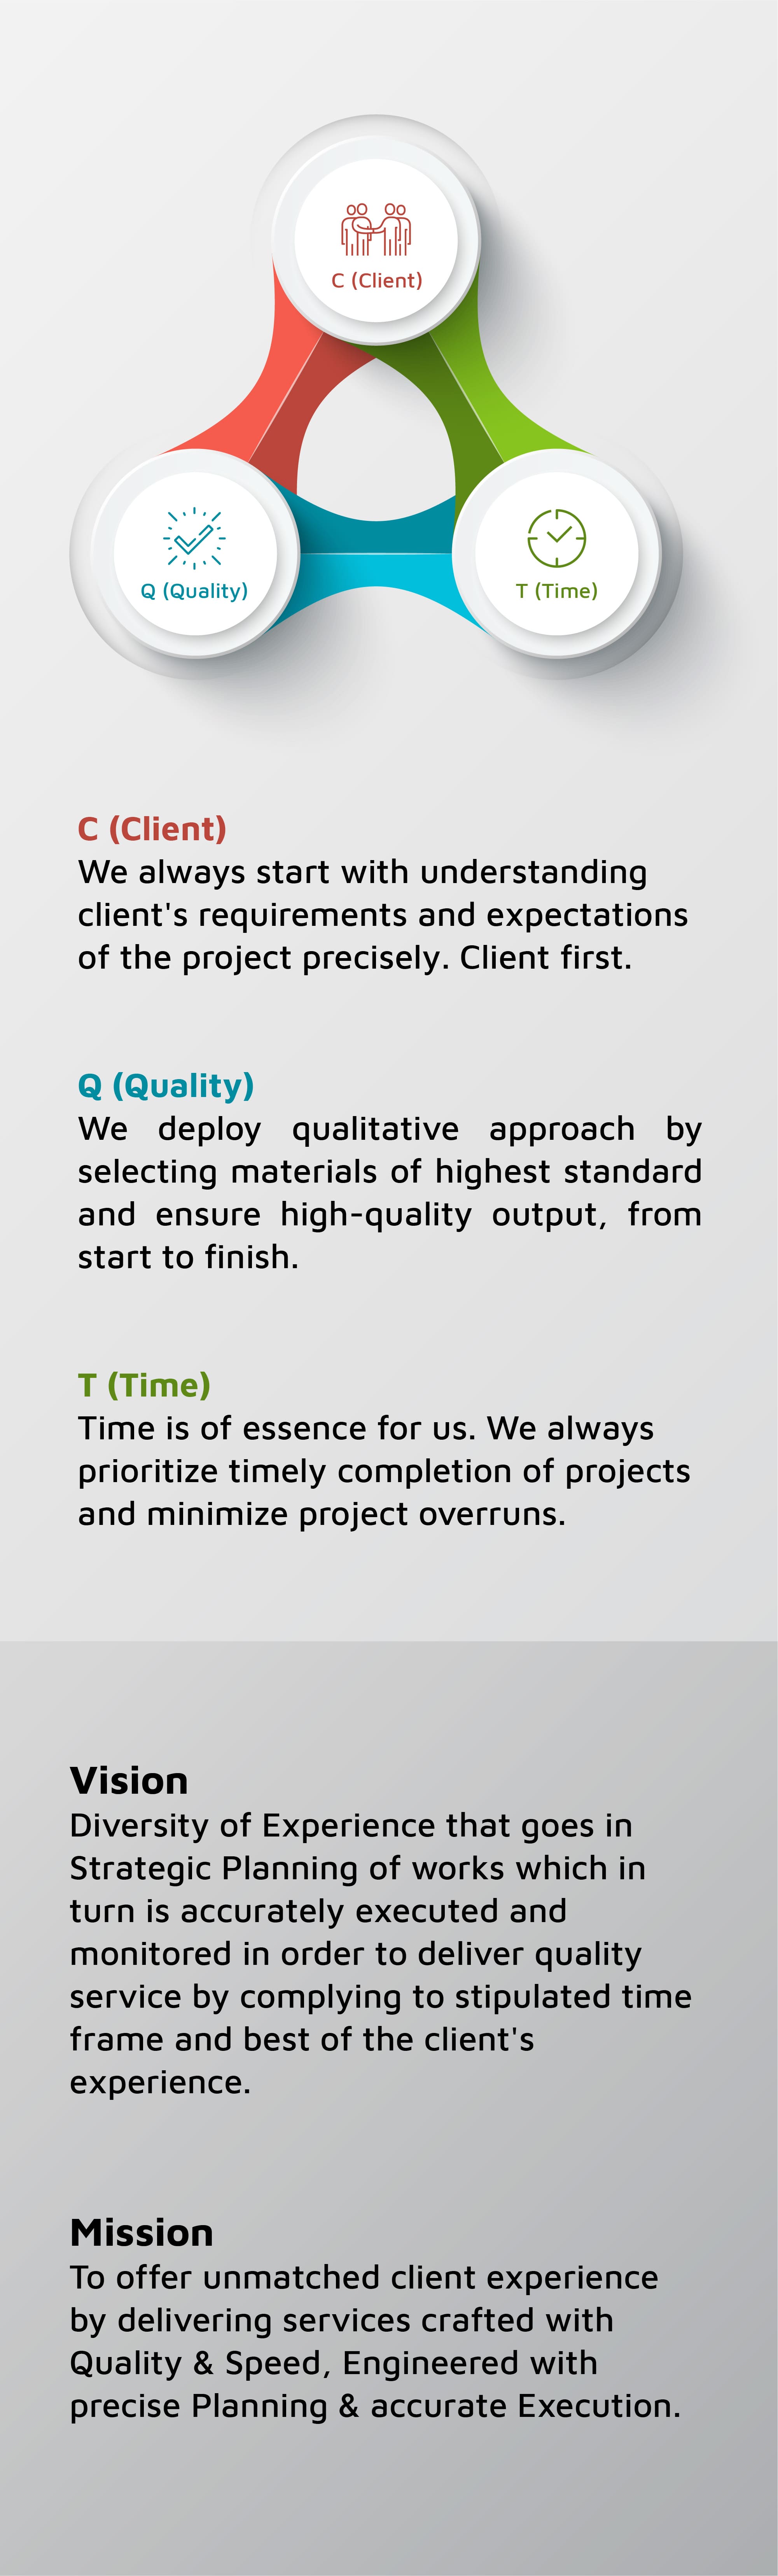 C (Client)
Q (Quality)
T (Time)
C (Client)
We always start with understanding
client's requirements and expectations
of the project precisely. Client first.
Q (Quality)
We deploy qualitative approach by
selecting materials of highest standard
and ensure high-quality output, from
start to finish.
T (Time)
Time is of essence for us. We always
prioritize timely completion of projects
and minimize project overruns.
Vision
Diversity of Experience that goes in
Strategic Planning of works which in
turn is accurately executed and
monitored in order to deliver quality
service by complying to stipulated time
frame and best of the client's
experience.
Mission
To offer unmatched client experience
by delivering services crafted with
Quality & Speed, Engineered with
precise Planning & accurate Execution.